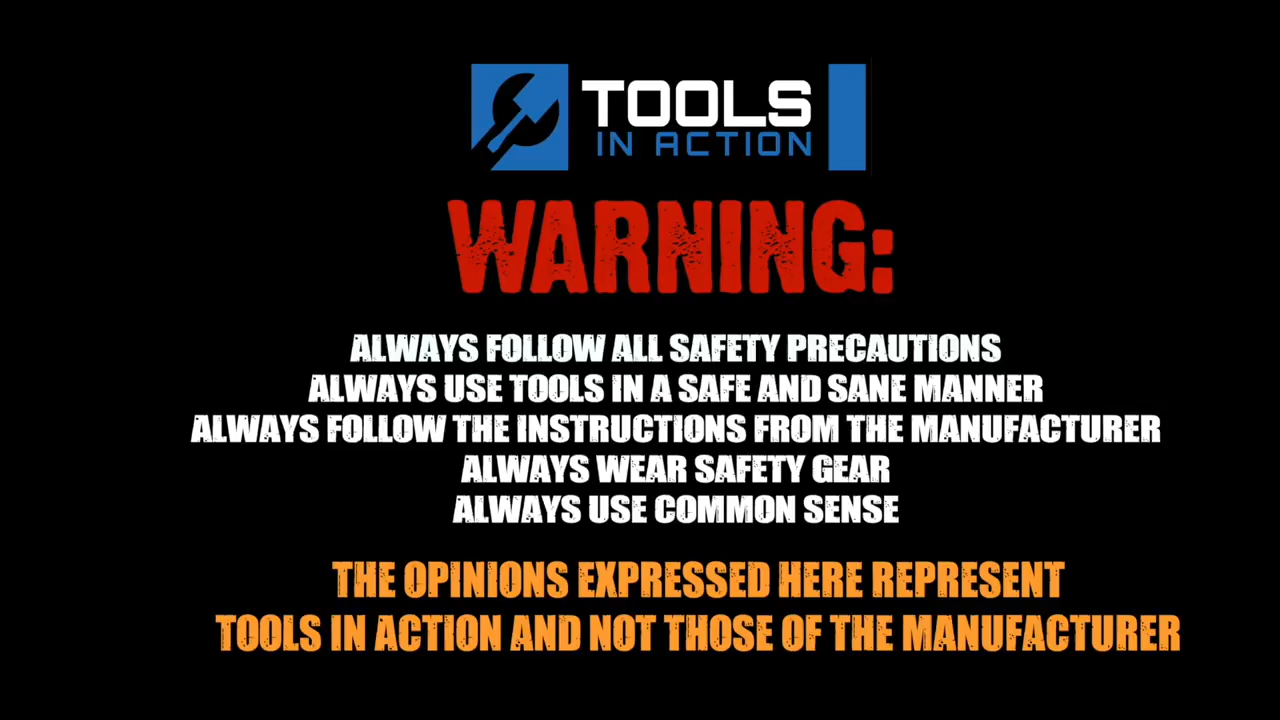 TOOLS
IN ACTION
WARNING:
ALWAYS FOLLOW ALL SAFETY PRECAUTIONS
ALWAYS USE TOOLS IN A SAFE AND SANE MANNER
ALWAYS FOLLOW THE INSTRUCTIONS FROM THE MANUFACTURER
ALWAYS WEAR SAFETY GEAR
ALWAYS USE COMMON SENSE
THE OPINIONS EXPRESSED HERE REPRESENT
TOOLS IN ACTION AND NOT THOSE OF THE MANUFACTURER